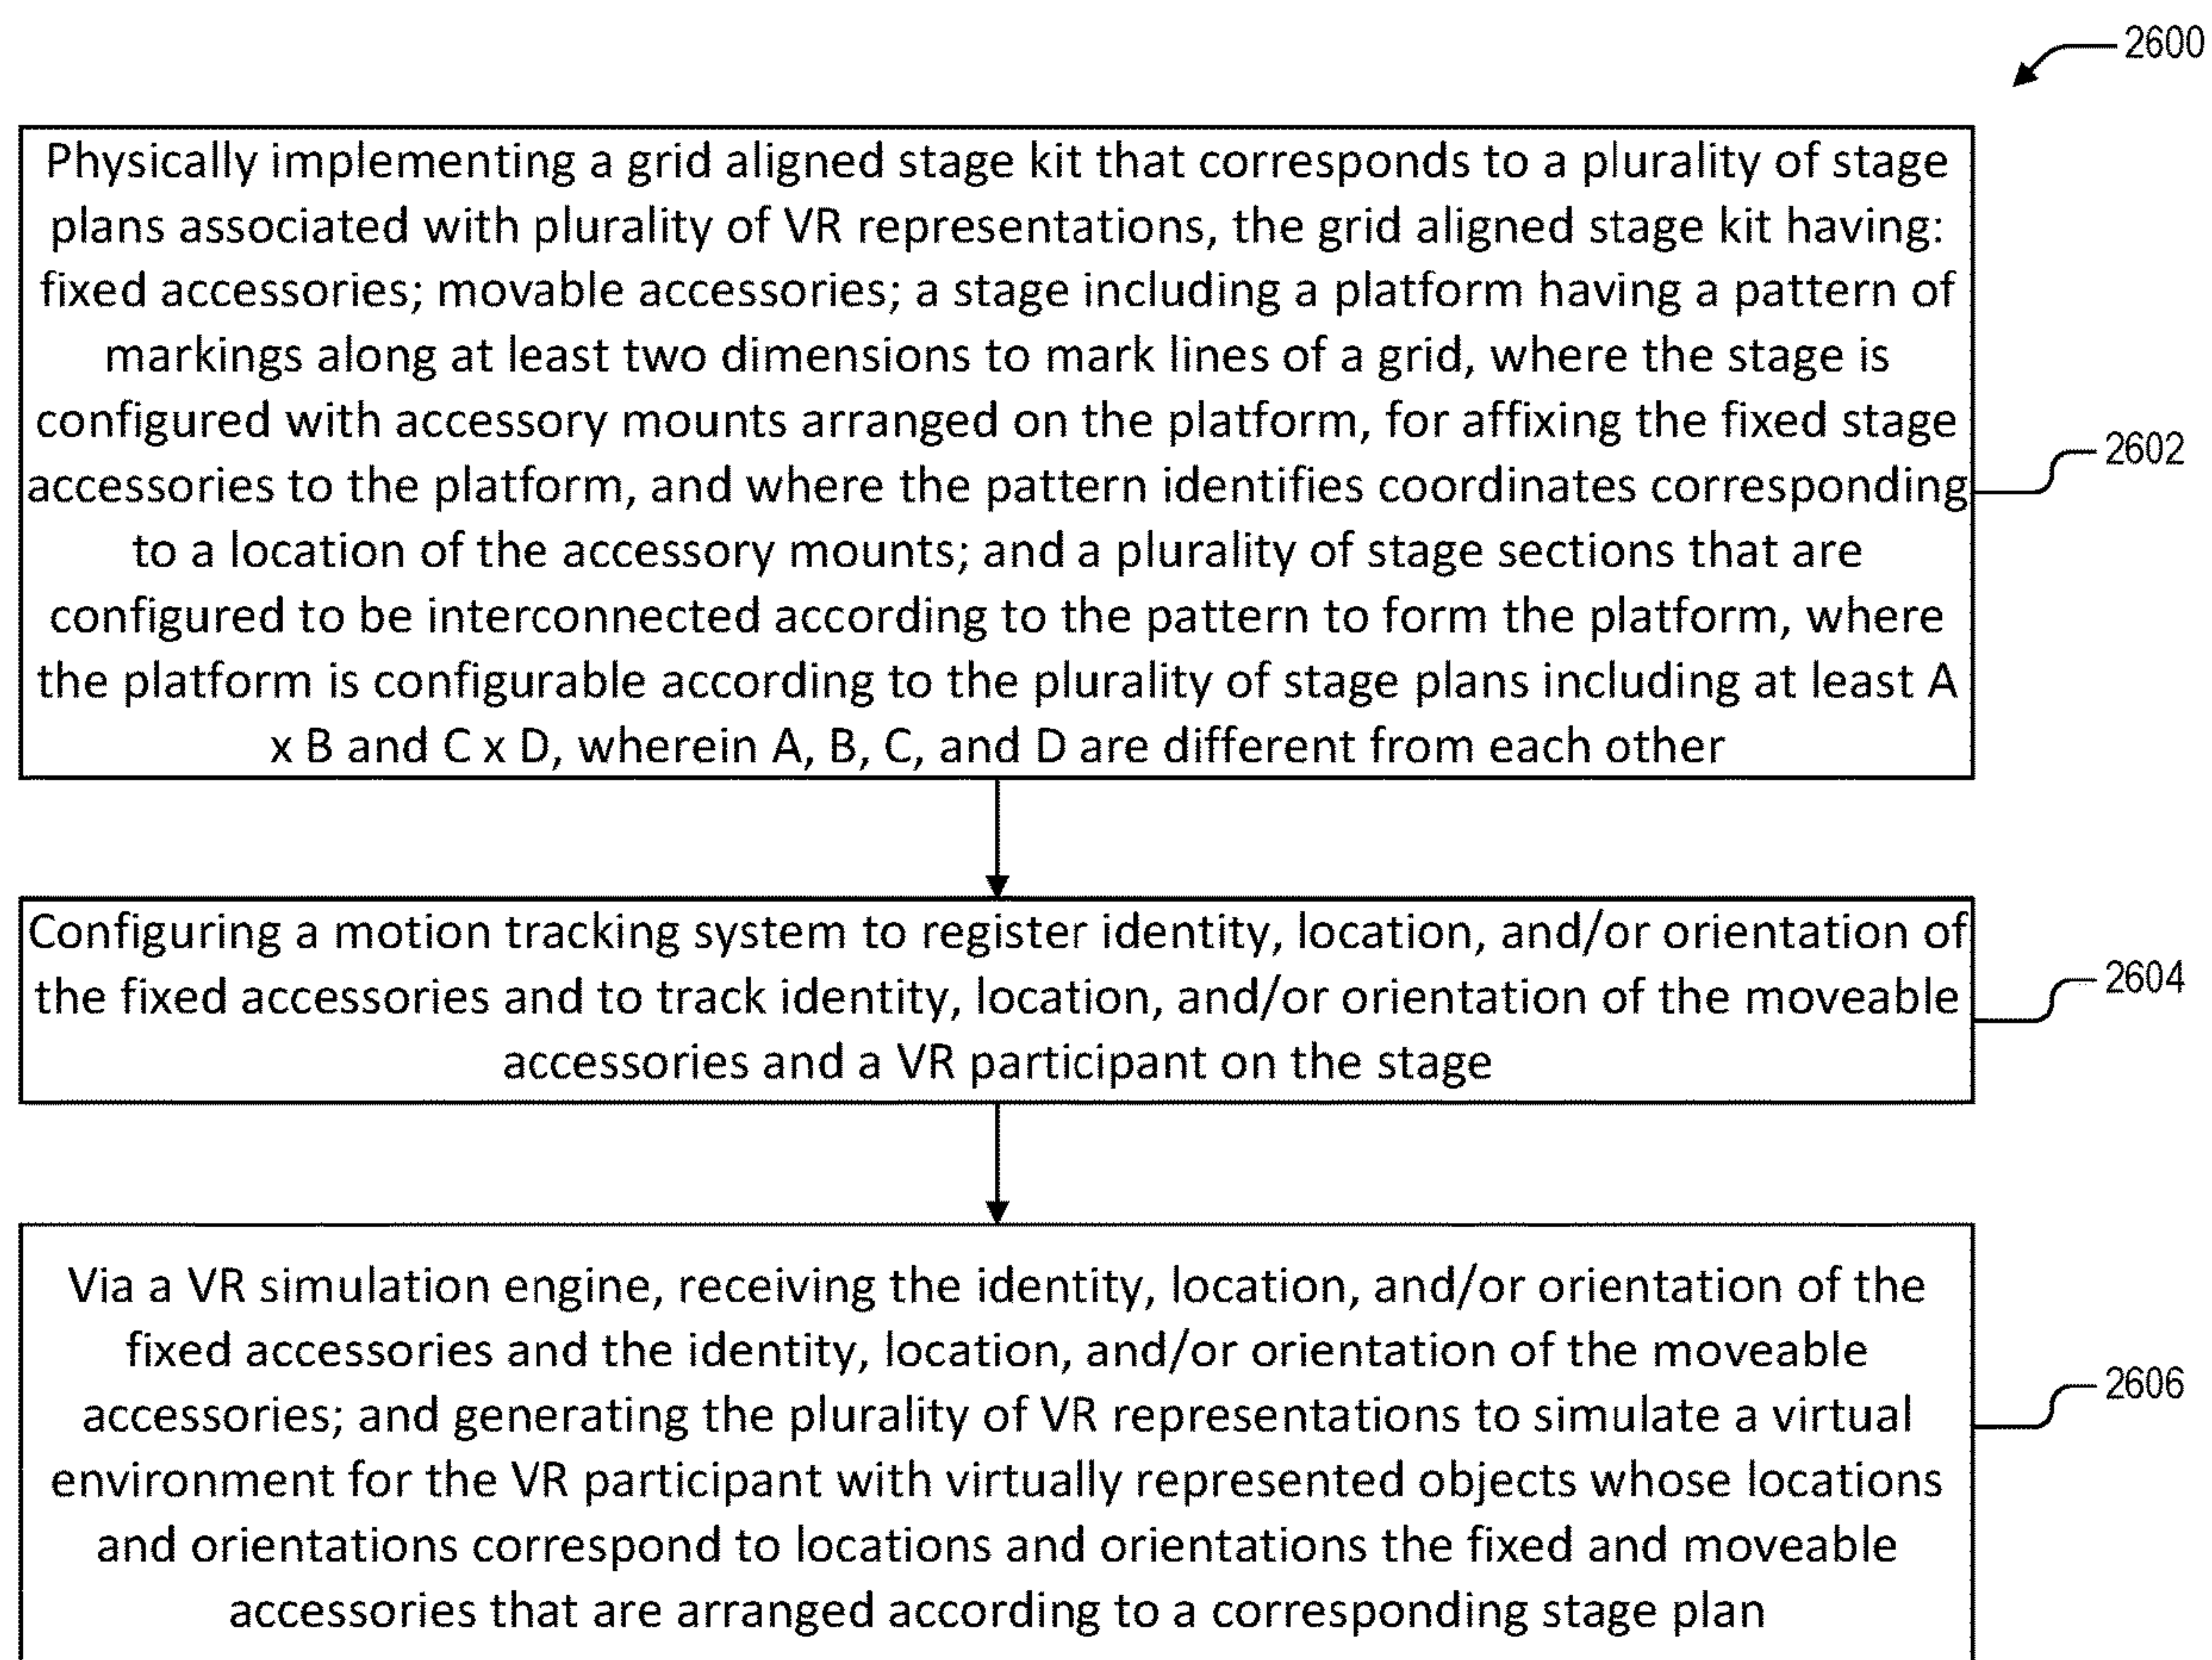 2600
Physically implementing a grid aligned stage kit that corresponds to a plurality of stage
plans associated with plurality of VR representations, the grid aligned stage kit having:
fixed accessories; movable accessories; a stage including a platform having a pattern of
markings along at least two dimensions to mark lines of a grid, where the stage is
configured with accessory mounts arranged on the platform, for affixing the fixed stage
accessories to the platform, and where the pattern identifies coordinates corresponding
to a location of the accessory mounts; and a plurality of stage sections that are
configured to be interconnected according to the pattern to form the platform, where
the platform is configurable according to the plurality of stage plans including at least A
x B and C x D, wherein A, B, C, and D are different from each other
2602
Configuring a motion tracking system to register identity, location, and/or orientation of
the fixed accessories and to track identity, location, and/or orientation of the moveable
accessories and a VR participant on the stage
2604
Via a VR simulation engine, receiving the identity, location, and/or orientation of the
fixed accessories and the identity, location, and/or orientation of the moveable
accessories; and generating the plurality of VR representations to simulate a virtual
environment for the VR participant with virtually represented objects whose locations
and orientations correspond to locations and orientations the fixed and moveable
accessories that are arranged according to a corresponding stage plan
2606